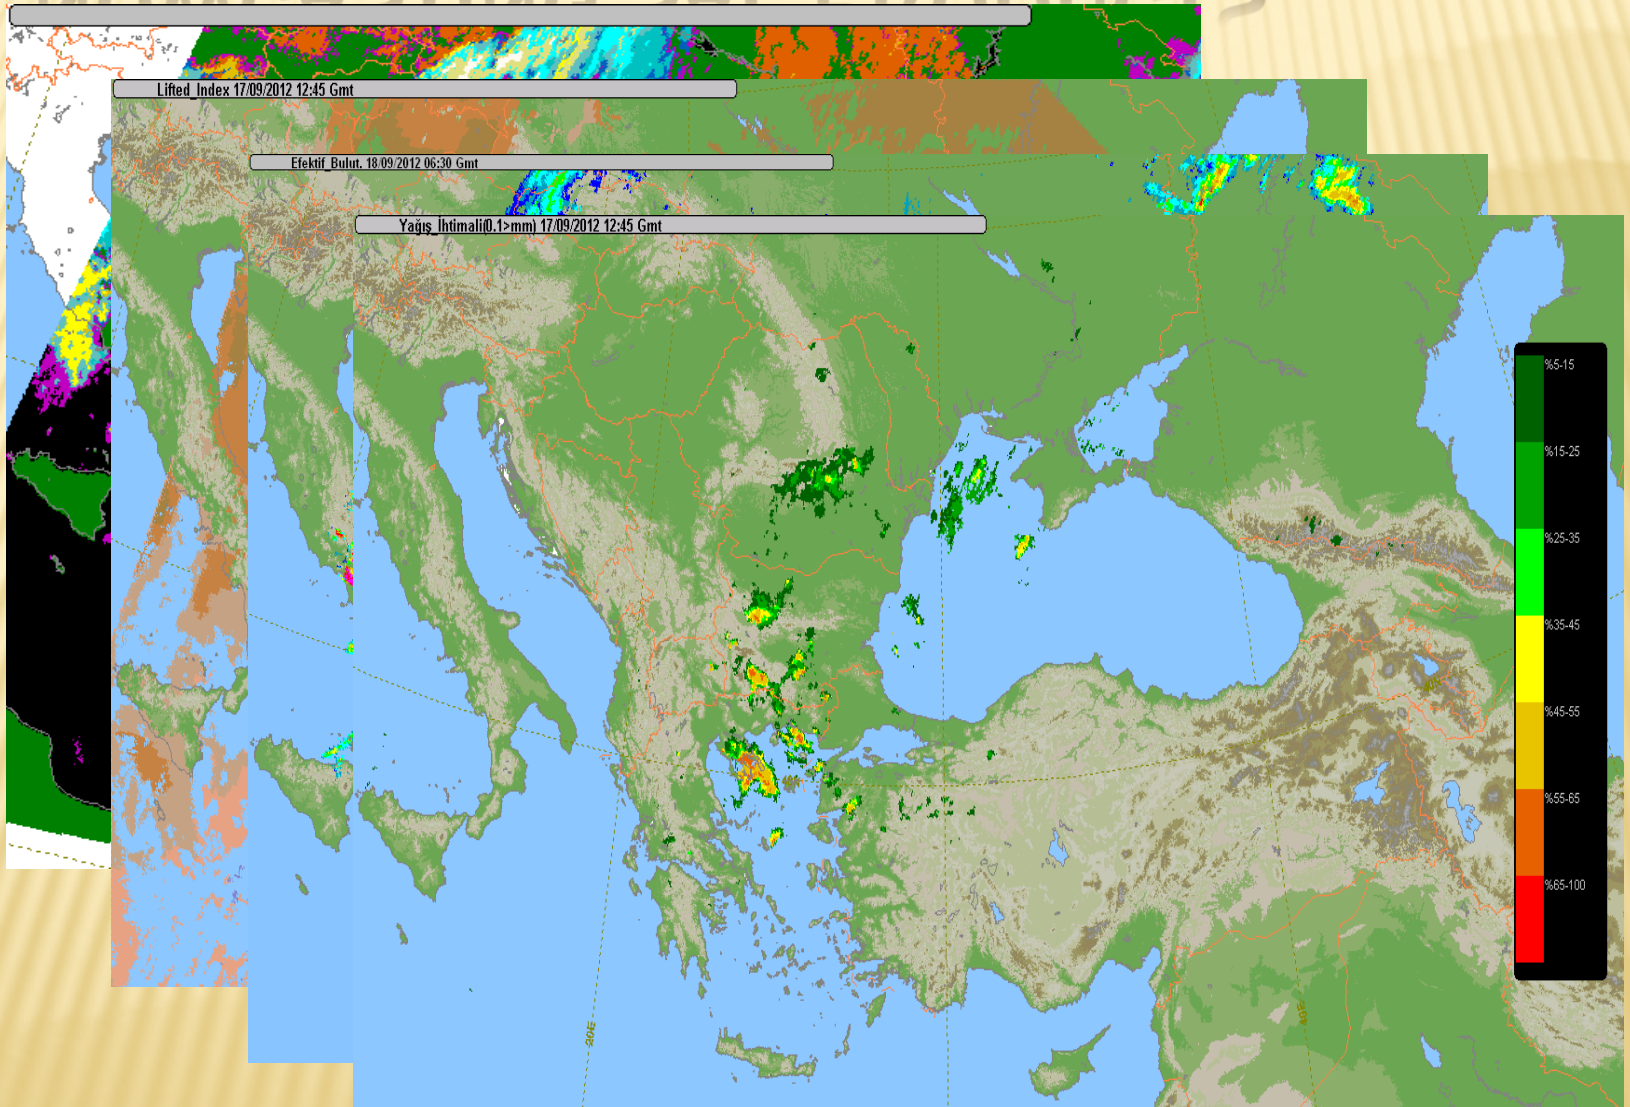 Lifted_Index 17/09/2012 12:45 Gmt
Efektif_Bulut. 18/09/2012 06:30 Gmt
Yağış_İhtimali(0.1>mm) 17/09/2012 12:45 Gmt
%5-15
%15-25
%25-35
%35-45
%45-55
%55-65
%65-100
20E